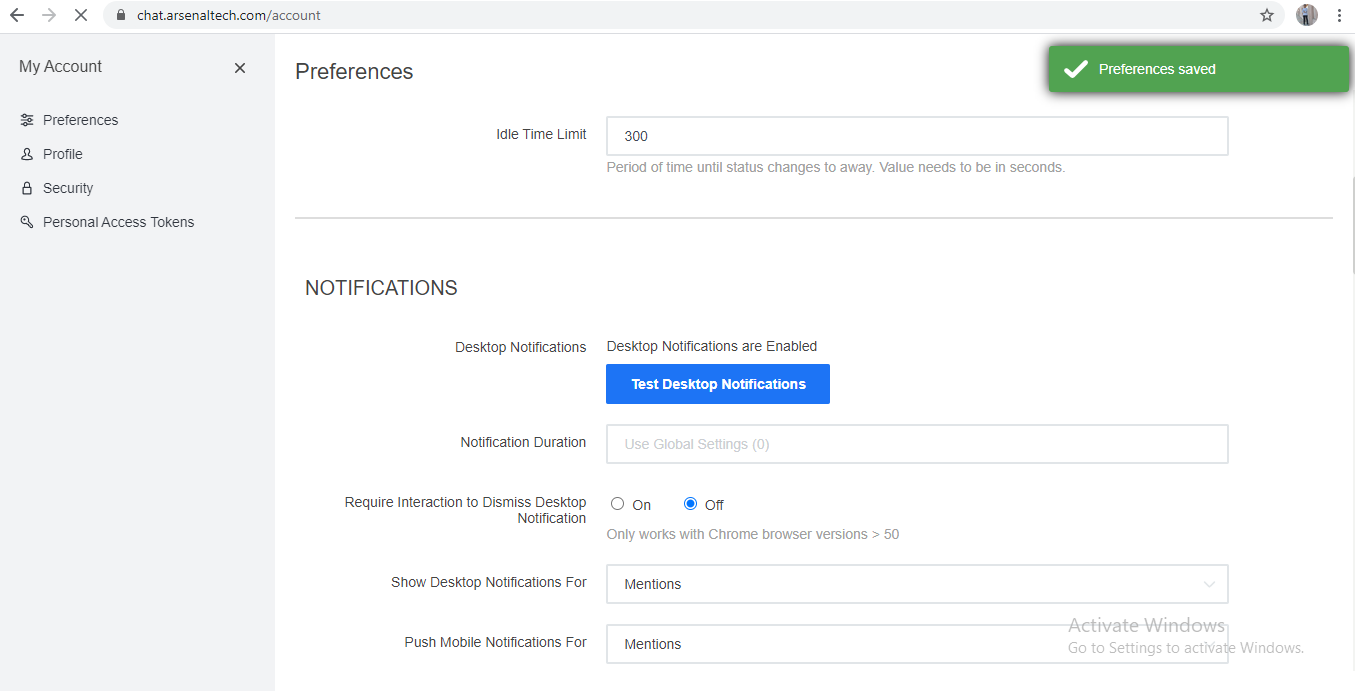 chat.arsenaltech.com/account
My Account
Preferences
Profile
Security
Personal Access Tokens
Preferences
Preferences saved
Idle Time Limit
300
Period of time until status changes to away. Value needs to be in seconds.
NOTIFICATIONS
Desktop Notifications
Desktop Notifications are Enabled
Test Desktop Notifications
Notification Duration
Use Global Settings (0)
Require Interaction to Dismiss Desktop
Notification
On
Off
Only works with Chrome browser versions > 50
Show Desktop Notifications For
Mentions
Push Mobile Notifications For
Mentions
Activate Windows
Go to Settings to activate Windows.